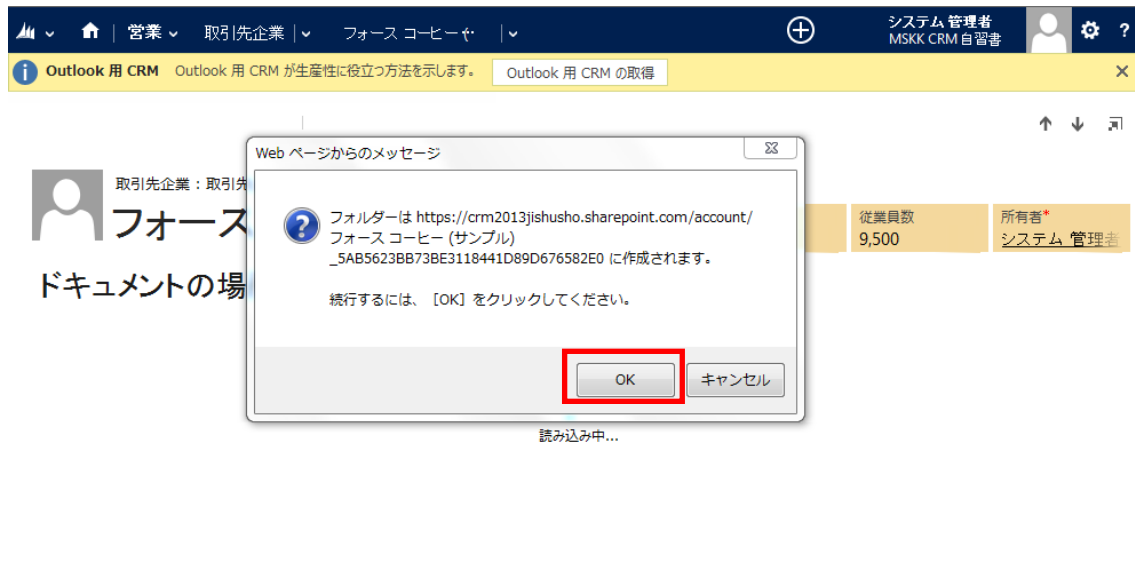 営業 取引先企業 フォース コーヒー
システム 管理者
MSKK CRM 自習書
?
Outlook 用 CRM Outlook 用 CRM が生産性に役立つ方法を示します。 Outlook 用 CRM の取得
Web ページからのメッセージ
取引先企業 : 取引先
フォース
ドキュメントの場
フォルダーは https://crm2013jishusho.sharepoint.com/account/
フォース コーヒー (サンプル)
_5AB5623BB73BE3118441D89D676582E0 に作成されます。
続行するには、［OK］をクリックしてください。
OK キャンセル
従業員数
9,500
所有者*
システム 管理者
読み込み中...